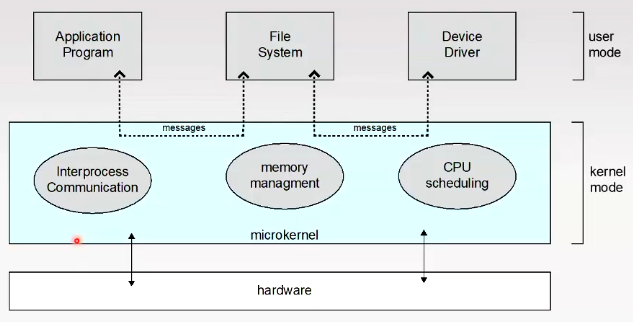 Application
Program
File
System
Device
Driver
user
mode
messages
messages
Interprocess
Communication
memory
managment
CPU
scheduling
kernel
mode
microkernel
hardware